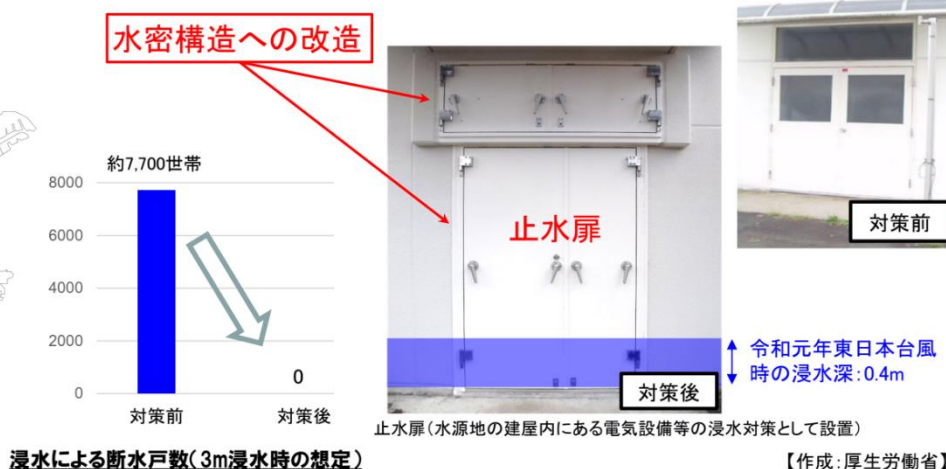 水密構造への改造
約7,700世帯
8000
6000
4000
2000
0
0
対策前
対策後
浸水による断水戸数(3m浸水時の想定)
止水扉
対策後
対策前
令和元年東日本台風
時の浸水深:0.4m
止水扉(水源地の建屋内にある電気設備等の浸水対策として設置)
【作成:厚生労働省】